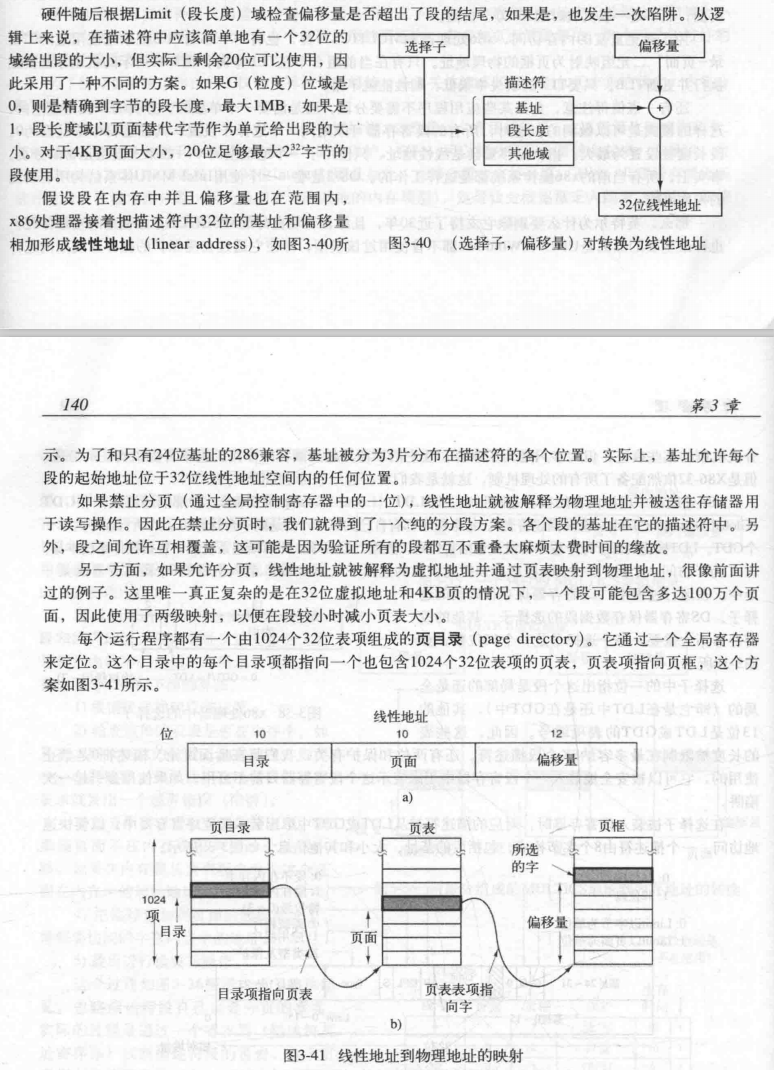 硬件随后根据Limit（段长度）域检查偏移量是否超出了段的结尾，如果是，也发生一次陷阱。从逻
辑上来说，在描述符中应该简单地有一个32位的
域给出段的大小，但实际上剩余20位可以使用，因
此采用了一种不同的方案。如果G（粒度）位域是
0，则是精确到字节的段长度，最大1MB；如果是
1，段长度域以页面替代字节作为单元给出段的大
小。对于4KB页面大小，20位足够最大2³²字节的
段使用。
假设段在内存中并且偏移量也在范围内，
x86处理器接着把描述符中32位的基址和偏移量
相加形成线性地址（linear address），如图3-40所
选择子
偏移量
描述符
基址
+
段长度
其他域
32位线性地址
图3-40 （选择子，偏移量）对转换为线性地址
140
第 3 章
示。为了和只有24位基址的286兼容，基址被分为3片分布在描述符的各个位置。实际上，基址允许每个
段的起始地址位于32位线性地址空间内的任何位置。
如果禁止分页（通过全局控制寄存器中的一位），线性地址就被解释为物理地址并被送往存储器用
于读写操作。因此在禁止分页时，我们就得到了一个纯的分段方案。各个段的基址在它的描述符中。另
外，段之间允许互相覆盖，这可能是因为验证所有的段都互不重叠太麻烦太费时间的缘故。
另一方面，如果允许分页，线性地址就被解释为虚拟地址并通过页表映射到物理地址，很像前面讲
过的例子。这里唯一真正复杂的是在32位虚拟地址和4KB页的情况下，一个段可能包含多达100万个页
面，因此使用了两级映射，以便在段较小时减小页表大小。
每个运行程序都有一个由1024个32位表项组成的页目录（page directory）。它通过一个全局寄存器
来定位。这个目录中的每个目录项都指向一个也包含1024个32位表项的页表，页表项指向页框，这个方
案如图3-41所示。
线性地址
位
10
10
12
目录
页面
偏移量
a)
页目录
页表
页框
所选
的字
1024
项
目录
页面
偏移量
目录项指向页表
页表表项指
向字
b)
图3-41 线性地址到物理地址的映射